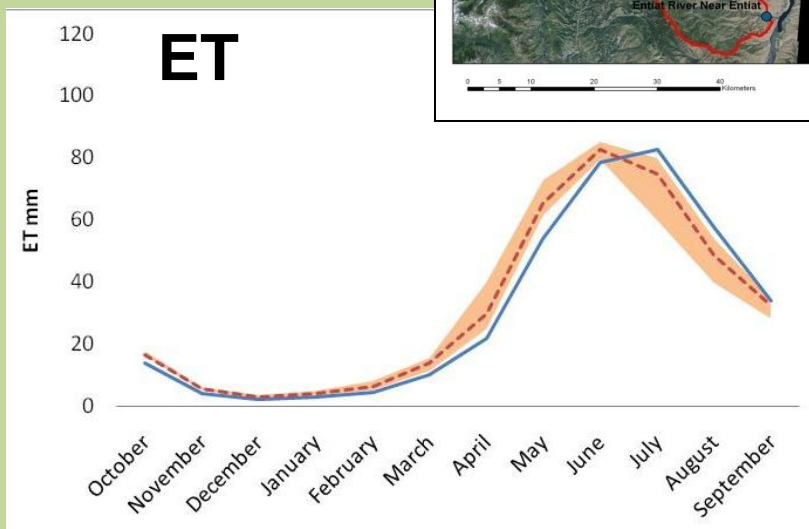 Entiat River Near Entiat
0 5 10 20 30 40 Kilometers
ET
120
100
80
60
40
20
0
ET mm
October
November
December
January
February
March
April
May
June
July
August
September